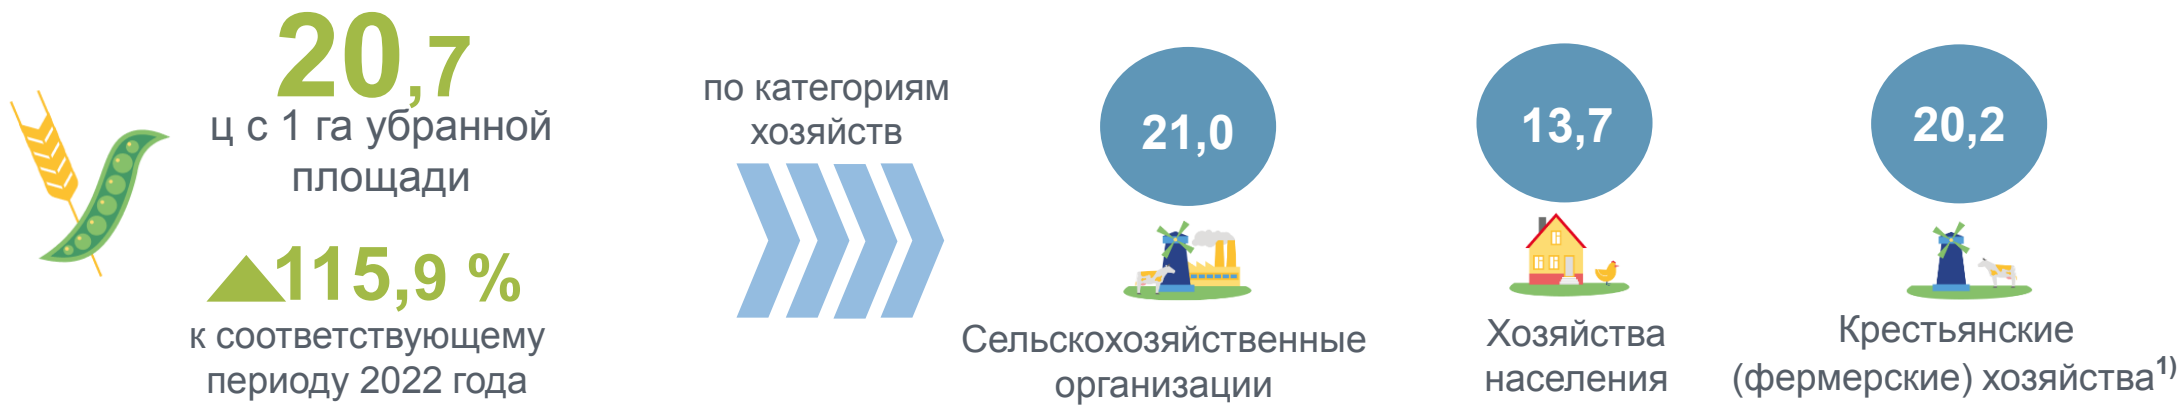 20,7
ц с 1 га убранной
площади
115,9 %
к соответствующему
периоду 2022 года
по категориям
хозяйств
21,0
Сельскохозяйственные
организации
13,7
Хозяйства
населения
20,2
Крестьянские
(фермерские) хозяйства¹⁾